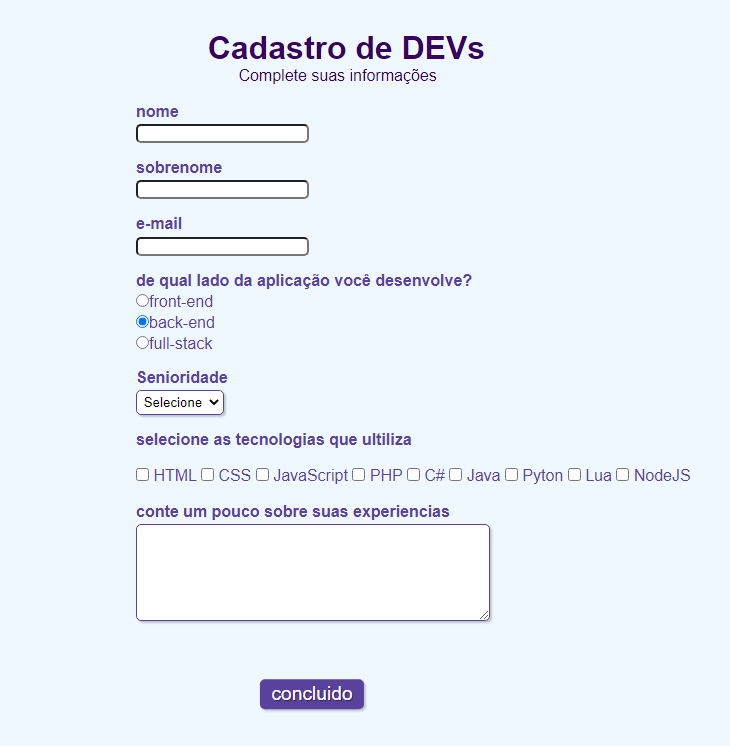 Cadastro de DEVs
Complete suas informações
nome
sobrenome
e-mail
de qual lado da aplicação você desenvolve?
front-end
back-end
full-stack
Senioridade
Selecione
selecione as tecnologias que ultiliza
HTML CSS JavaScript PHP C# Java Pyton Lua NodeJS
conte um pouco sobre suas experiencias
concluido